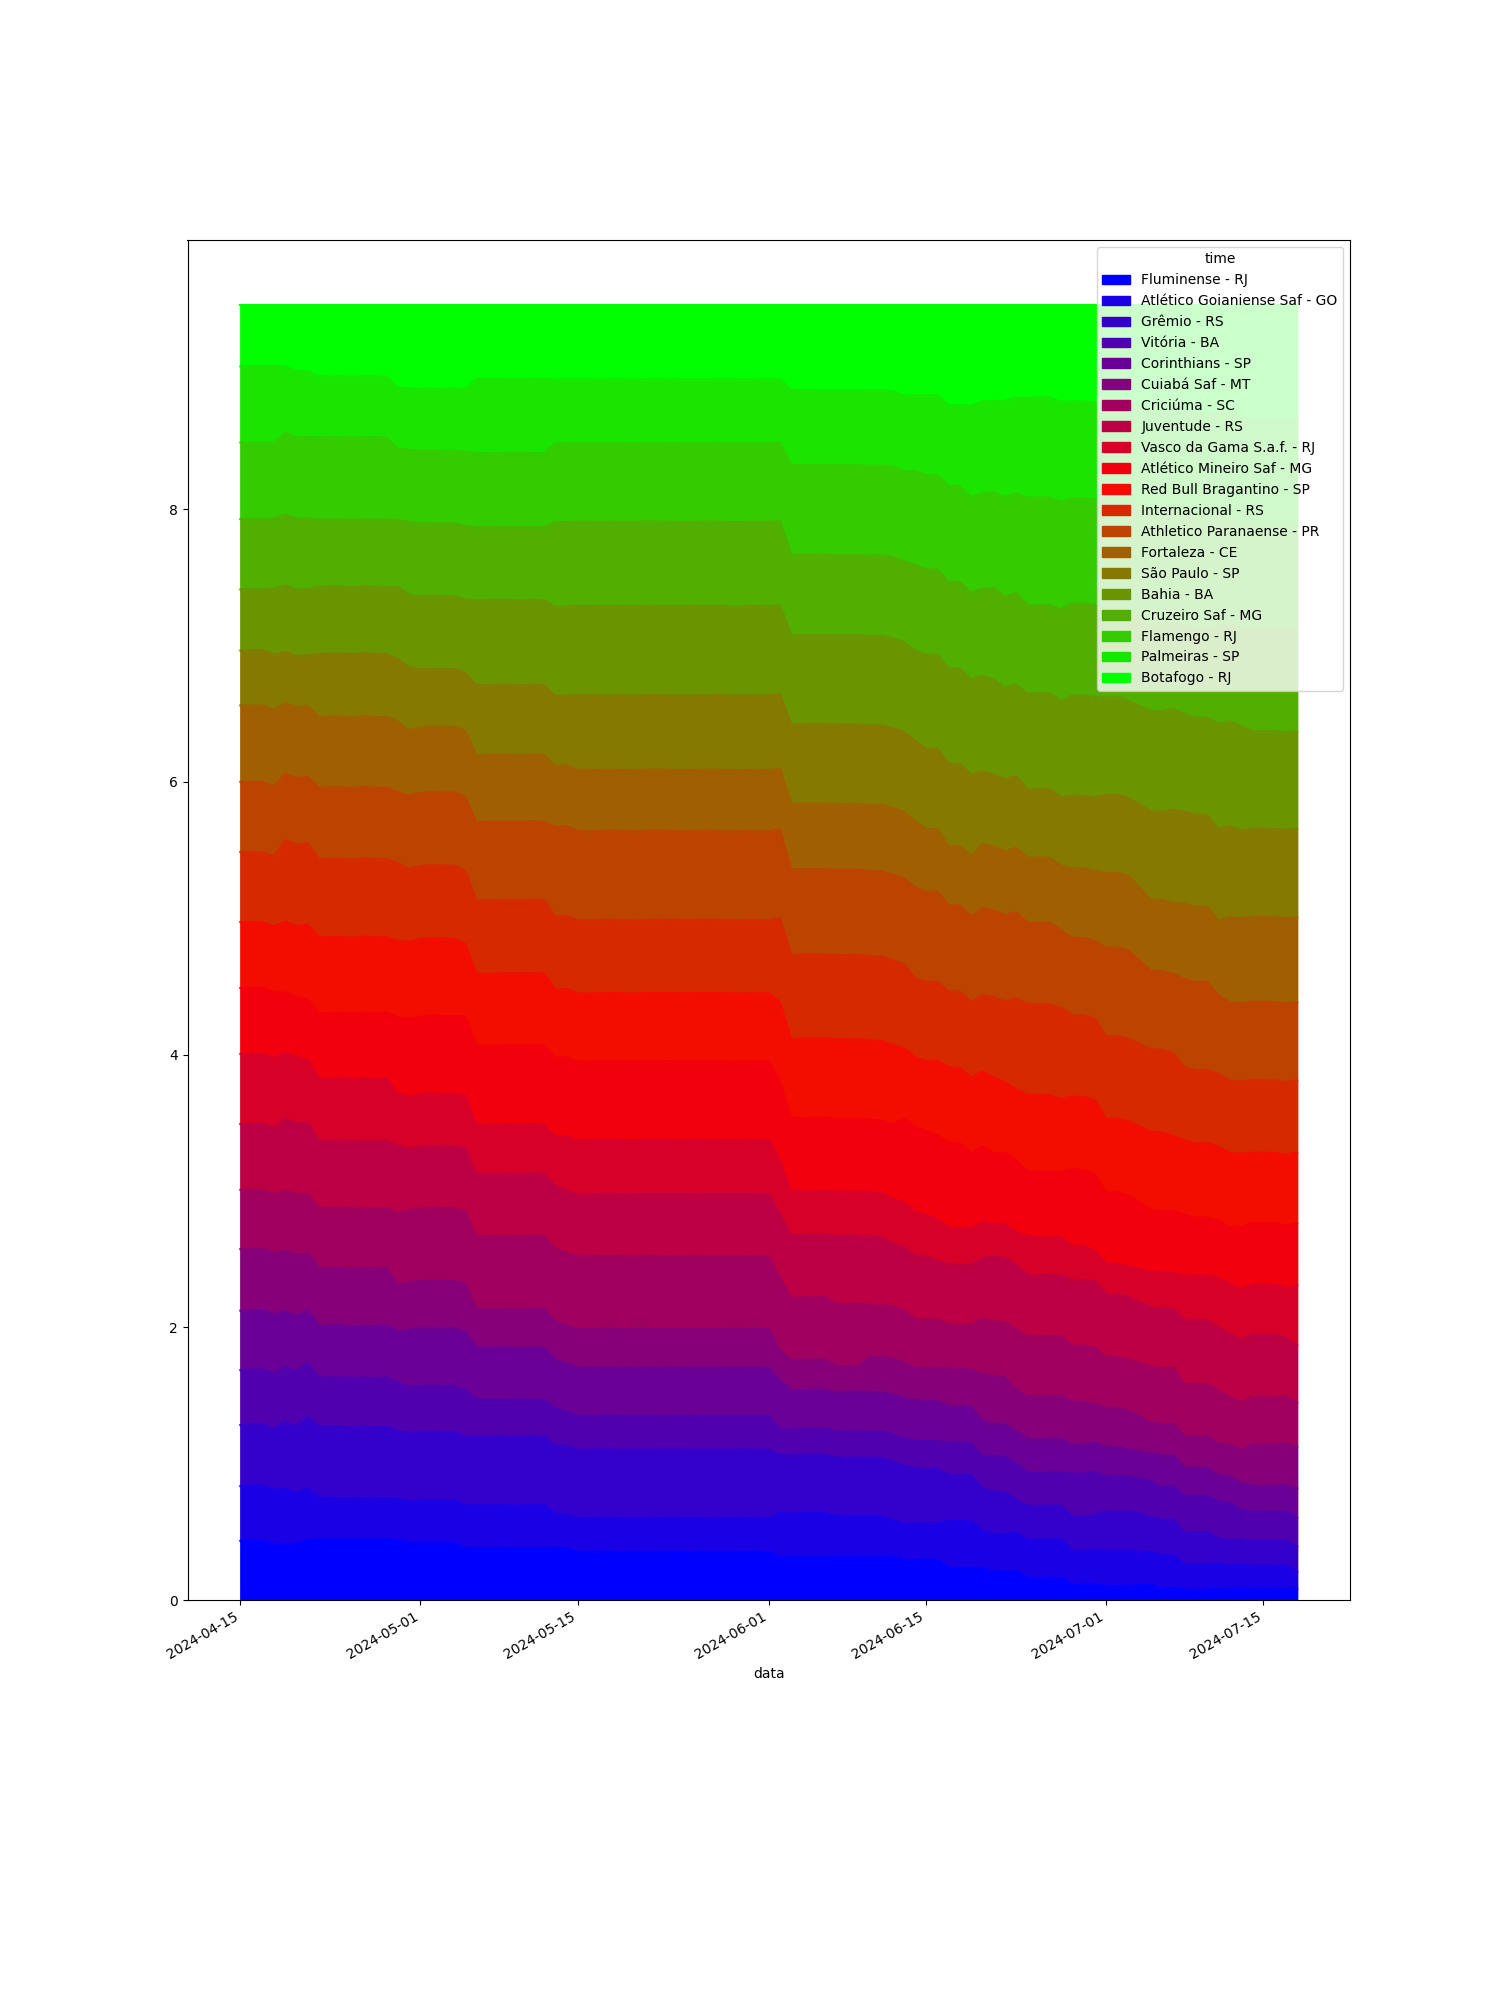 time
Fluminense - RJ
Atlético Goianiense Saf - GO
Grêmio - RS
Vitória - BA
Corinthians - SP
Cuiabá Saf - MT
Criciúma - SC
Juventude - RS
Vasco da Gama S.a.f. - RJ
Atlético Mineiro Saf - MG
Red Bull Bragantino - SP
Internacional - RS
Athletico Paranaense - PR
Fortaleza - CE
São Paulo - SP
Bahia - BA
Cruzeiro Saf - MG
Flamengo - RJ
Palmeiras - SP
Botafogo - RJ
8
6
4
2
0
2024-04-15
2024-05-01
2024-05-15
2024-06-01
2024-06-15
2024-07-01
2024-07-15
data